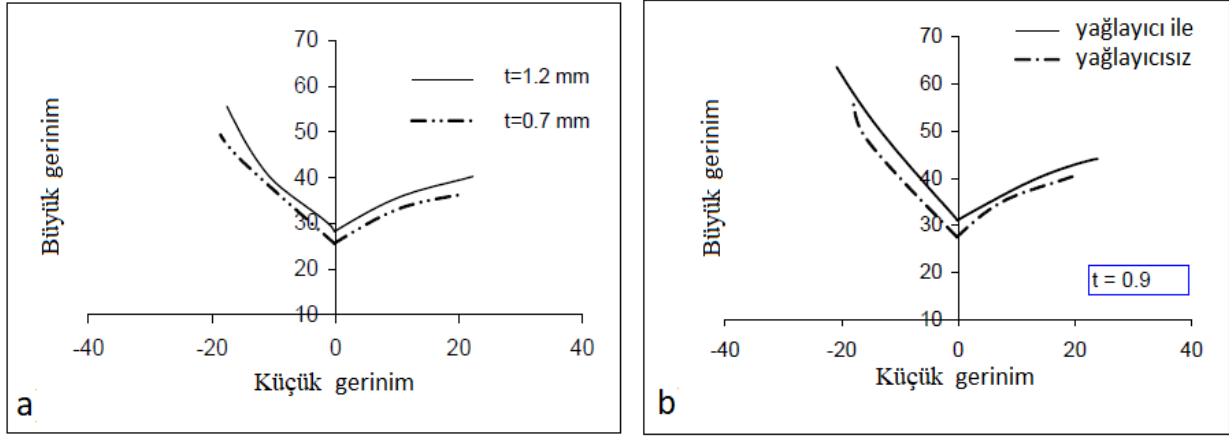 70
60
50
40
30
20
10
-40
-20
0
20
40
t=1.2 mm
t=0.7 mm
Büyük gerinim
Küçük gerinim
a
70
60
50
40
30
20
10
-40
-20
0
20
40
yağlayıcı ile
yağlayıcısız
t = 0.9
Büyük gerinim
Küçük gerinim
b